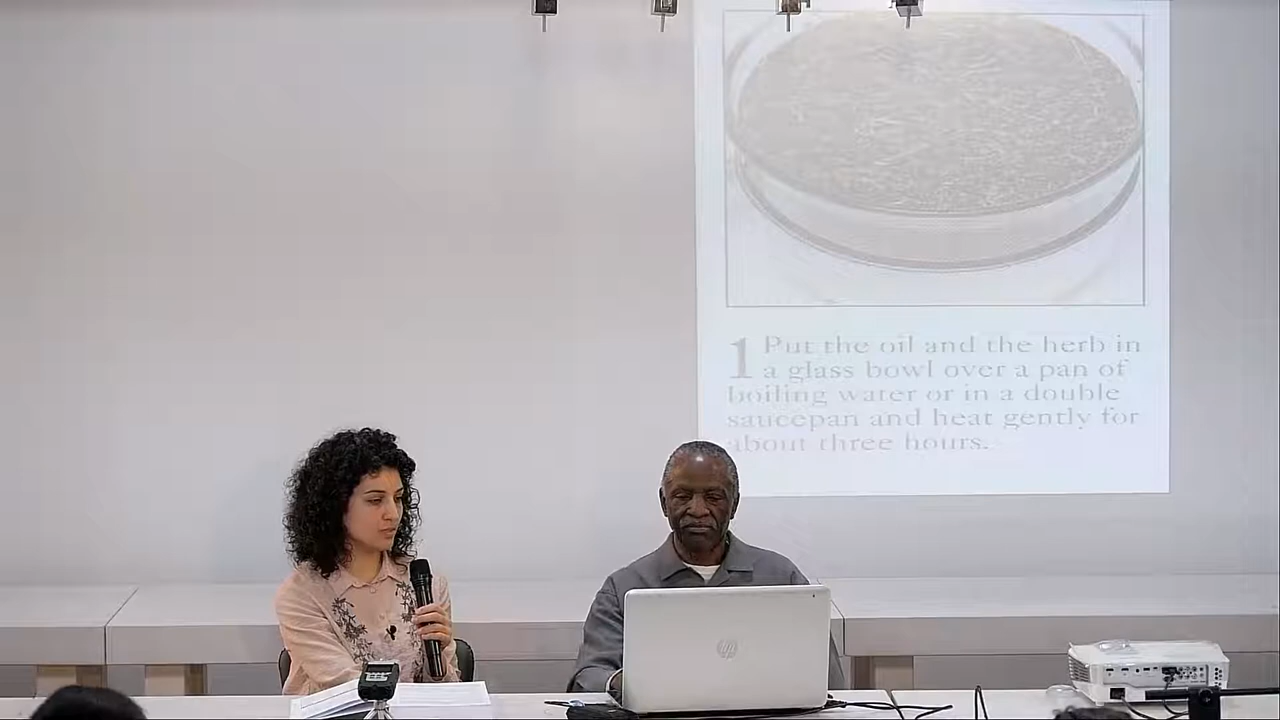 1 Put the oil and the herb in
a glass bowl over a pan of
boiling water or in a double
saucepan and heat gently for
about three hours.
hp